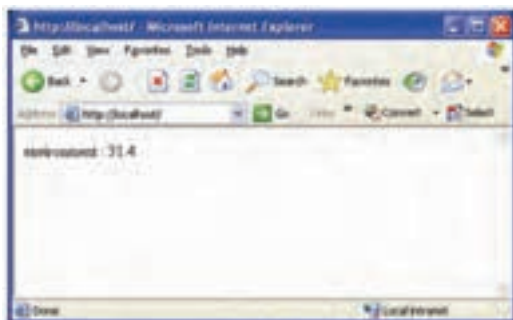 http://localhost/ - Microsoft Internet Explorer
File Edit View Favorites Tools Help
Back Search Favorites
Address http://localhost/ Go Links Convert Select
: 31.4
Done Local intranet